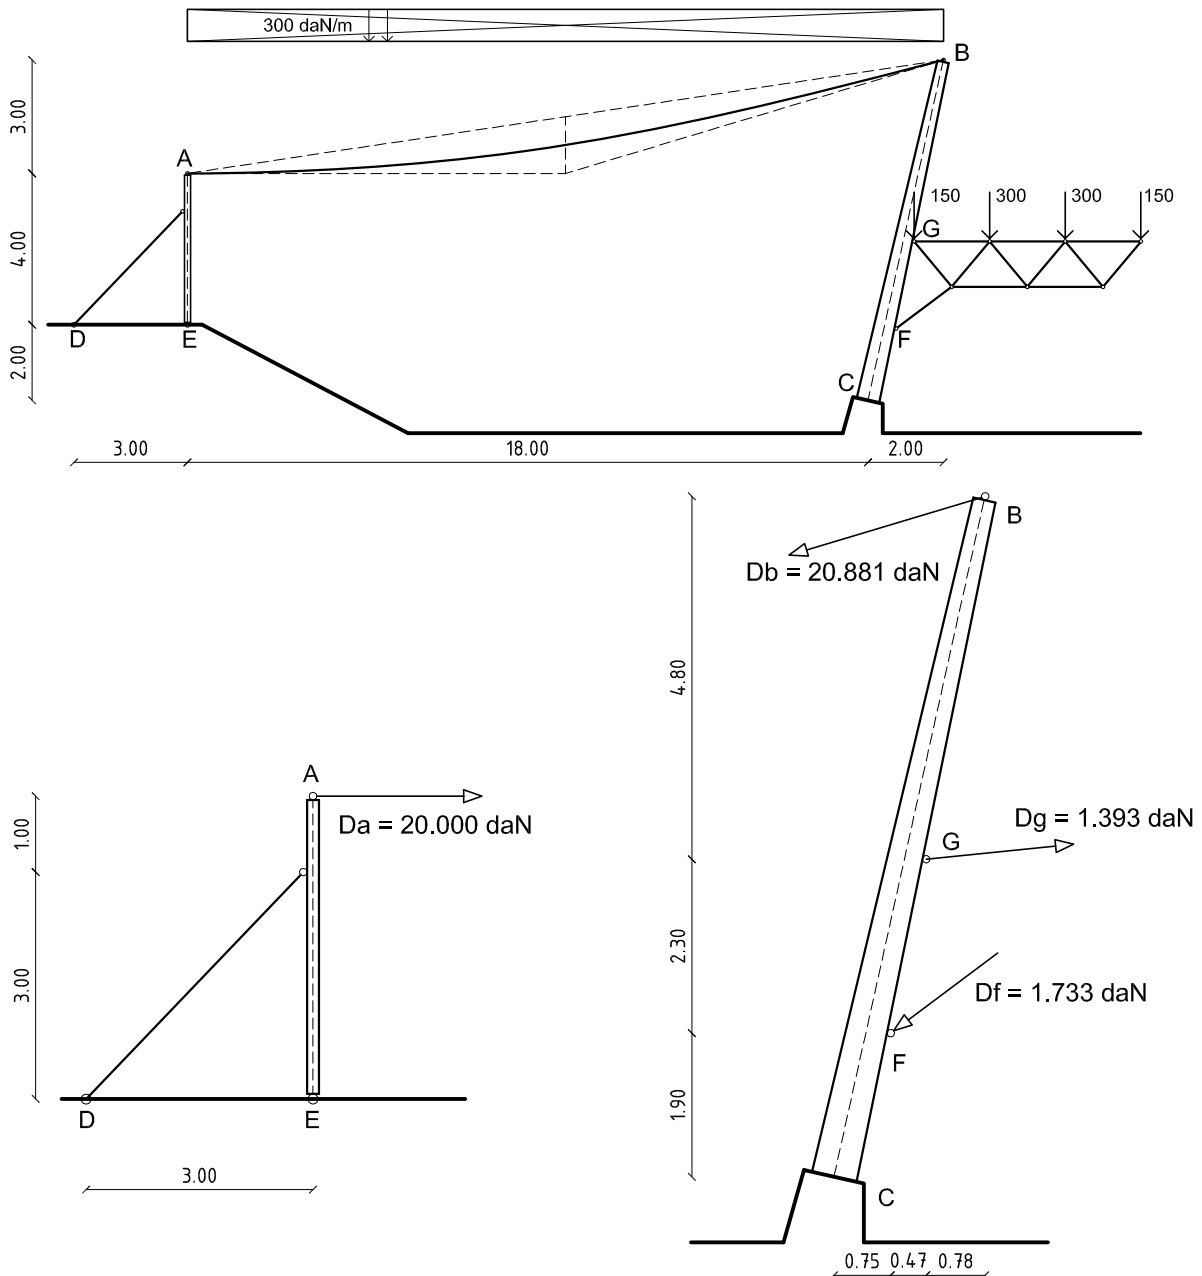 300 daN/m
B
3.00
A
150
300
300
150
G
4.00
D
E
F
2.00
C
3.00
18.00
2.00
B
Db = 20.881 daN
4.80
A
Da = 20.000 daN
1.00
G
Dg = 1.393 daN
2.30
3.00
Df = 1.733 daN
F
D
E
1.90
3.00
C
0.75
0.47
0.78